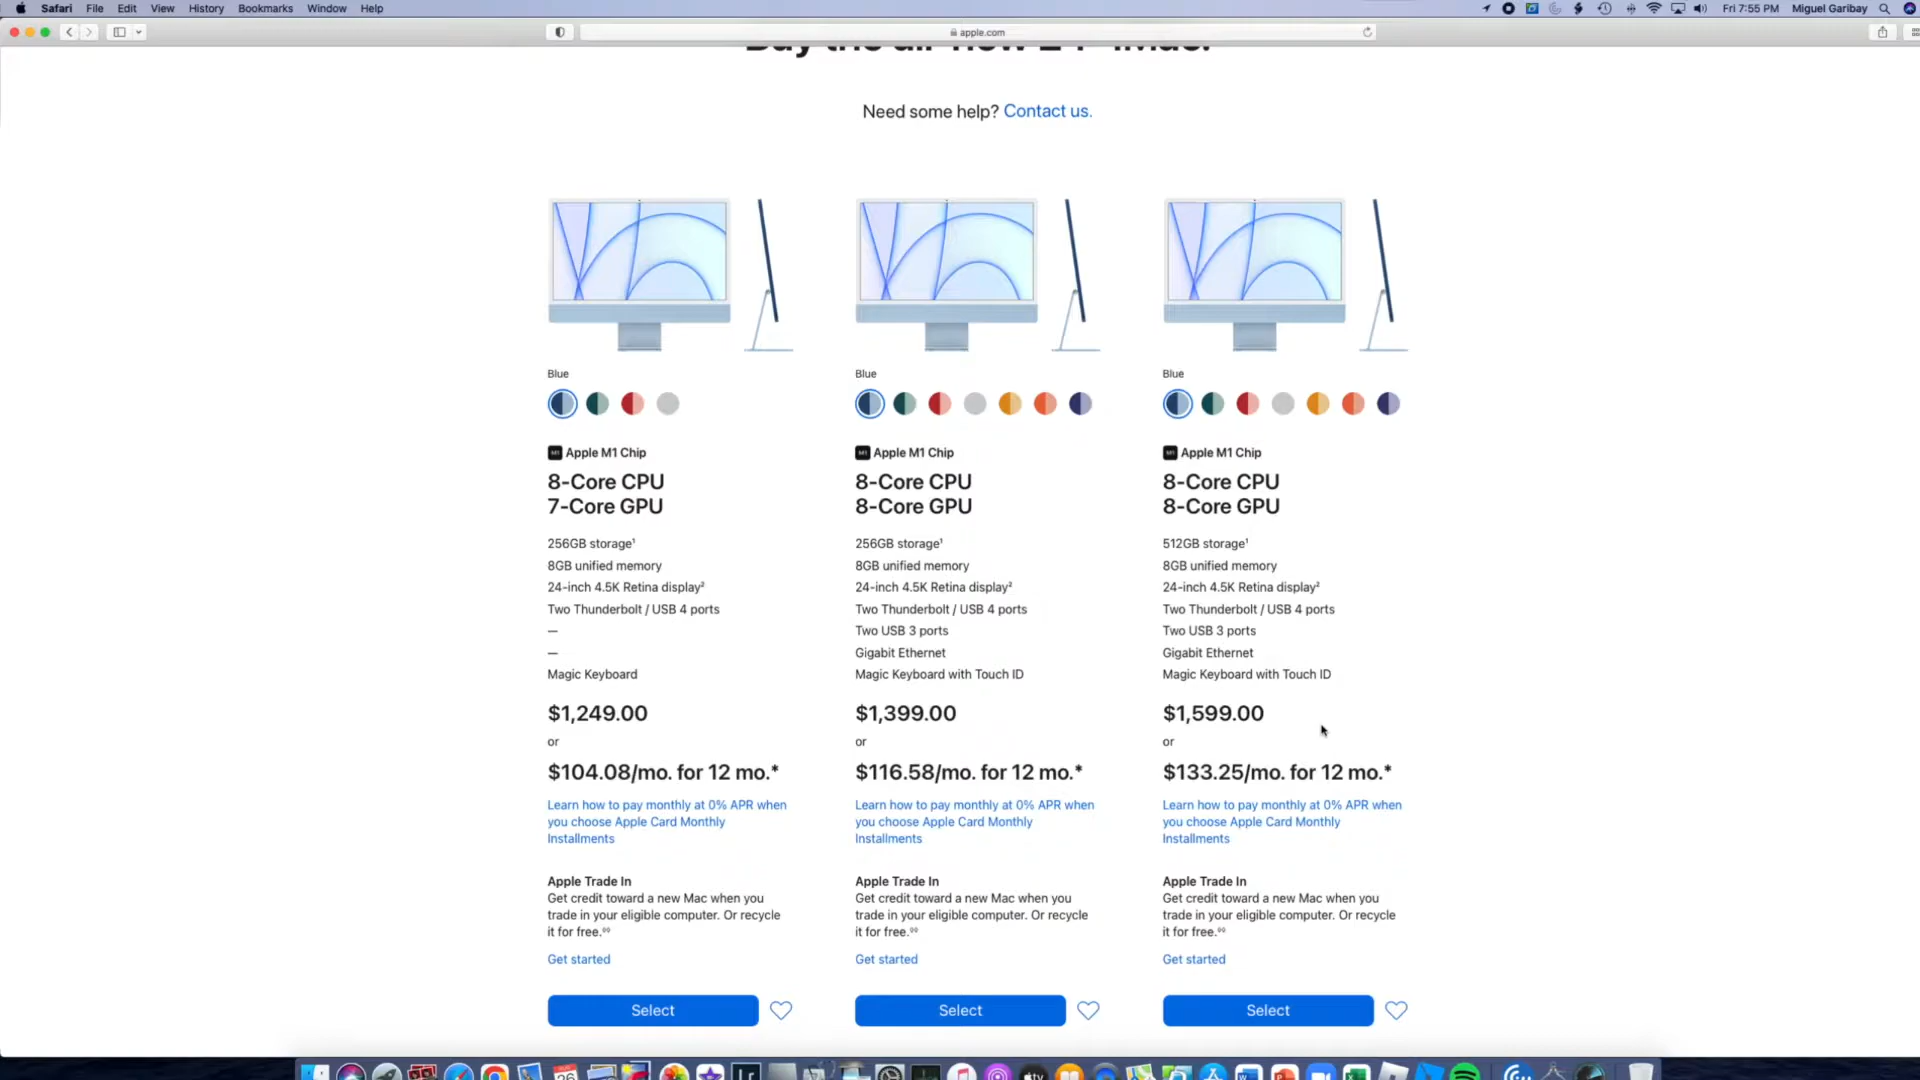 Safari File Edit View History Bookmarks Window Help
Fri 7:55 PM Miguel Garibay
apple.com
Buy the all-new 24" iMac.
Need some help? Contact us.
Blue
Apple M1 Chip
8-Core CPU
7-Core GPU
256GB storage¹
8GB unified memory
24-inch 4.5K Retina display²
Two Thunderbolt / USB 4 ports
—
—
Magic Keyboard
$1,249.00
or
$104.08/mo. for 12 mo.*
Learn how to pay monthly at 0% APR when
you choose Apple Card Monthly
Installments
Apple Trade In
Get credit toward a new Mac when you
trade in your eligible computer. Or recycle
it for free.◊◊
Get started
Select
Blue
Apple M1 Chip
8-Core CPU
8-Core GPU
256GB storage¹
8GB unified memory
24-inch 4.5K Retina display²
Two Thunderbolt / USB 4 ports
Two USB 3 ports
Gigabit Ethernet
Magic Keyboard with Touch ID
$1,399.00
or
$116.58/mo. for 12 mo.*
Learn how to pay monthly at 0% APR when
you choose Apple Card Monthly
Installments
Apple Trade In
Get credit toward a new Mac when you
trade in your eligible computer. Or recycle
it for free.◊◊
Get started
Select
Blue
Apple M1 Chip
8-Core CPU
8-Core GPU
512GB storage¹
8GB unified memory
24-inch 4.5K Retina display²
Two Thunderbolt / USB 4 ports
Two USB 3 ports
Gigabit Ethernet
Magic Keyboard with Touch ID
$1,599.00
or
$133.25/mo. for 12 mo.*
Learn how to pay monthly at 0% APR when
you choose Apple Card Monthly
Installments
Apple Trade In
Get credit toward a new Mac when you
trade in your eligible computer. Or recycle
it for free.◊◊
Get started
Select
26
Lr
tv